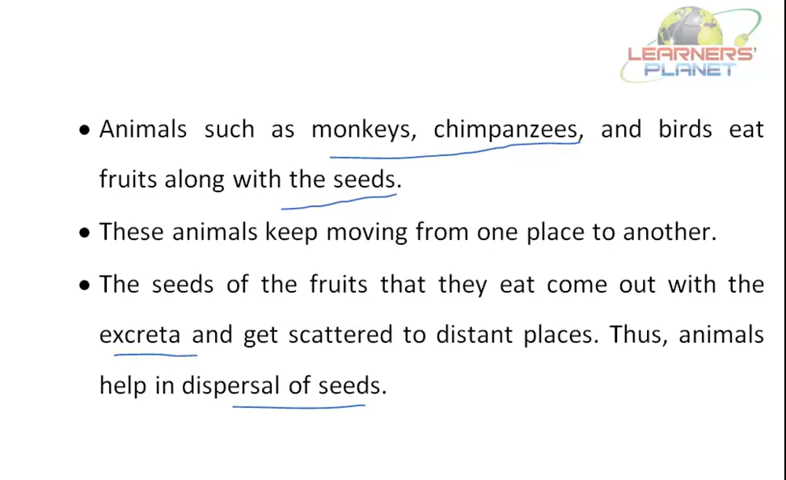 LEARNERS'
PLANET
• Animals such as monkeys, chimpanzees, and birds eat
fruits along with the seeds.
• These animals keep moving from one place to another.
• The seeds of the fruits that they eat come out with the
excreta and get scattered to distant places. Thus, animals
help in dispersal of seeds.